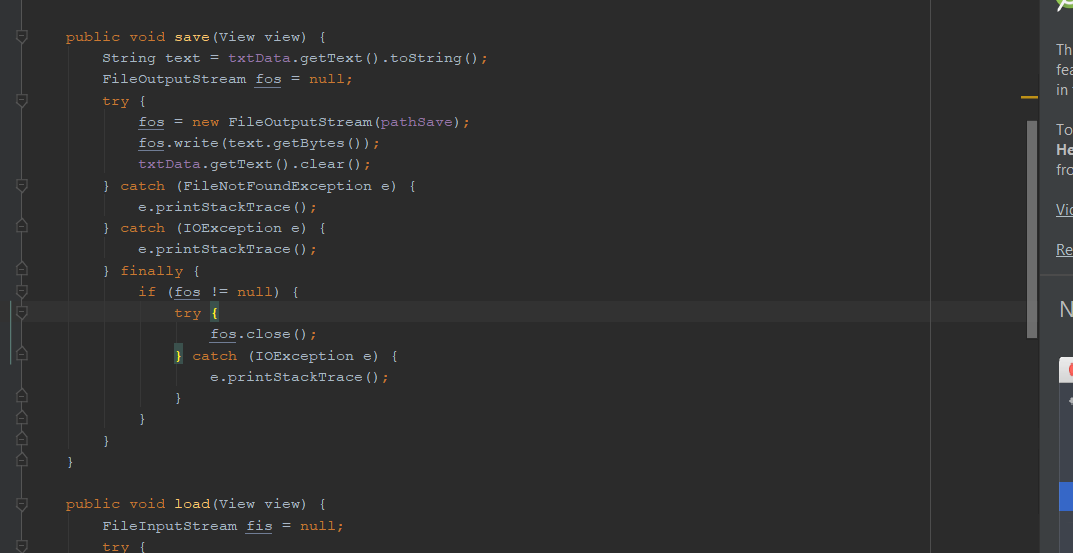 public void save(View view) {
String text = txtData.getText().toString();
FileOutputStream fos = null;
try {
fos = new FileOutputStream(pathSave);
fos.write(text.getBytes());
txtData.getText().clear();
} catch (FileNotFoundException e) {
e.printStackTrace();
} catch (IOException e) {
e.printStackTrace();
} finally {
if (fos != null) {
try {
fos.close();
} catch (IOException e) {
e.printStackTrace();
}
}
}
}
public void load(View view) {
FileInputStream fis = null;
try {
Th
fea
in
To
He
fro
Vid
Re
N